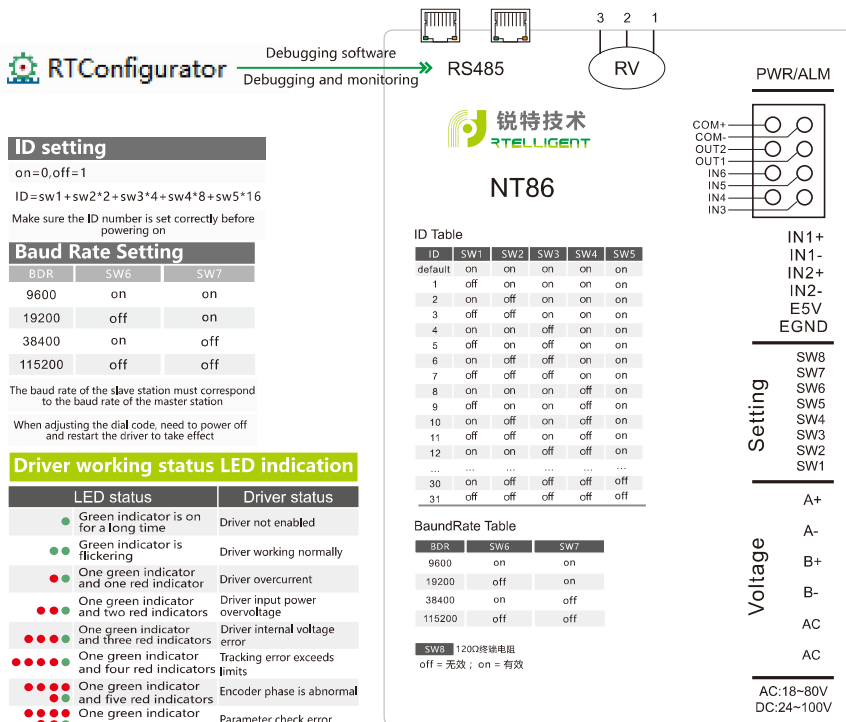 RTConfigurator
Debugging software
Debugging and monitoring
RS485
3 2 1
RV
PWR/ALM
锐特技术
RTELLIGENT
NT86
COM+
COM-
OUT2
OUT1
IN6
IN5
IN4
IN3
ID setting
on=0,off=1
ID=sw1+sw2*2+sw3*4+sw4*8+sw5*16
Make sure the ID number is set correctly before
powering on
Baud Rate Setting
BDR SW6 SW7
9600 on on
19200 off on
38400 on off
115200 off off
The baud rate of the slave station must correspond
to the baud rate of the master station
When adjusting the dial code, need to power off
and restart the driver to take effect
Driver working status LED indication
LED status Driver status
Green indicator is on
for a long time
Driver not enabled
Green indicator is
flickering
Driver working normally
One green indicator
and one red indicator
Driver overcurrent
One green indicator
and two red indicators
Driver input power
overvoltage
One green indicator
and three red indicators
Driver internal voltage
error
One green indicator
and four red indicators
Tracking error exceeds
limits
One green indicator
and five red indicators
Encoder phase is abnormal
One green indicator
Parameter check error
ID Table
ID SW1 SW2 SW3 SW4 SW5
default on on on on on
1 off on on on on
2 on off on on on
3 off off on on on
4 on on off on on
5 off on off on on
6 on off off on on
7 off off off on on
8 on on on off on
9 off on on off on
10 on off on off on
11 off off on off on
12 on on off off on
... ... ... ... ... ...
30 on off off off off
31 off off off off off
BaundRate Table
BDR SW6 SW7
9600 on on
19200 off on
38400 on off
115200 off off
SW8 120Ω终端电阻
off = 无效； on = 有效
IN1+
IN1-
IN2+
IN2-
E5V
EGND
Setting
SW8
SW7
SW6
SW5
SW4
SW3
SW2
SW1
Voltage
A+
A-
B+
B-
AC
AC
AC:18~80V
DC:24~100V